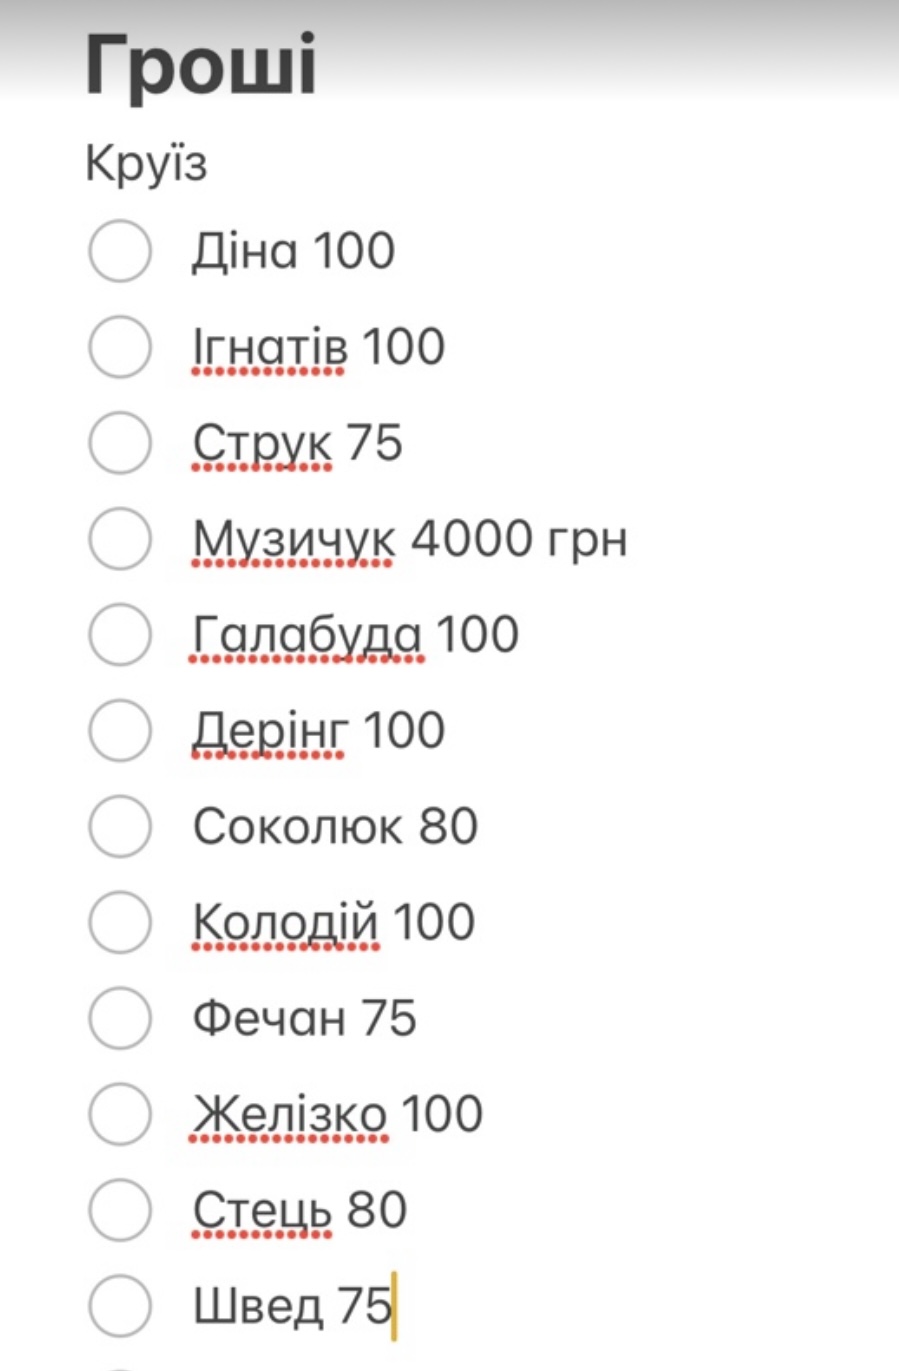 Гроші
Круїз
Діна 100
Ігнатів 100
Струк 75
Музичук 4000 грн
Галабуда 100
Дерінг 100
Соколюк 80
Колодій 100
Фечан 75
Желізко 100
Стець 80
Швед 75